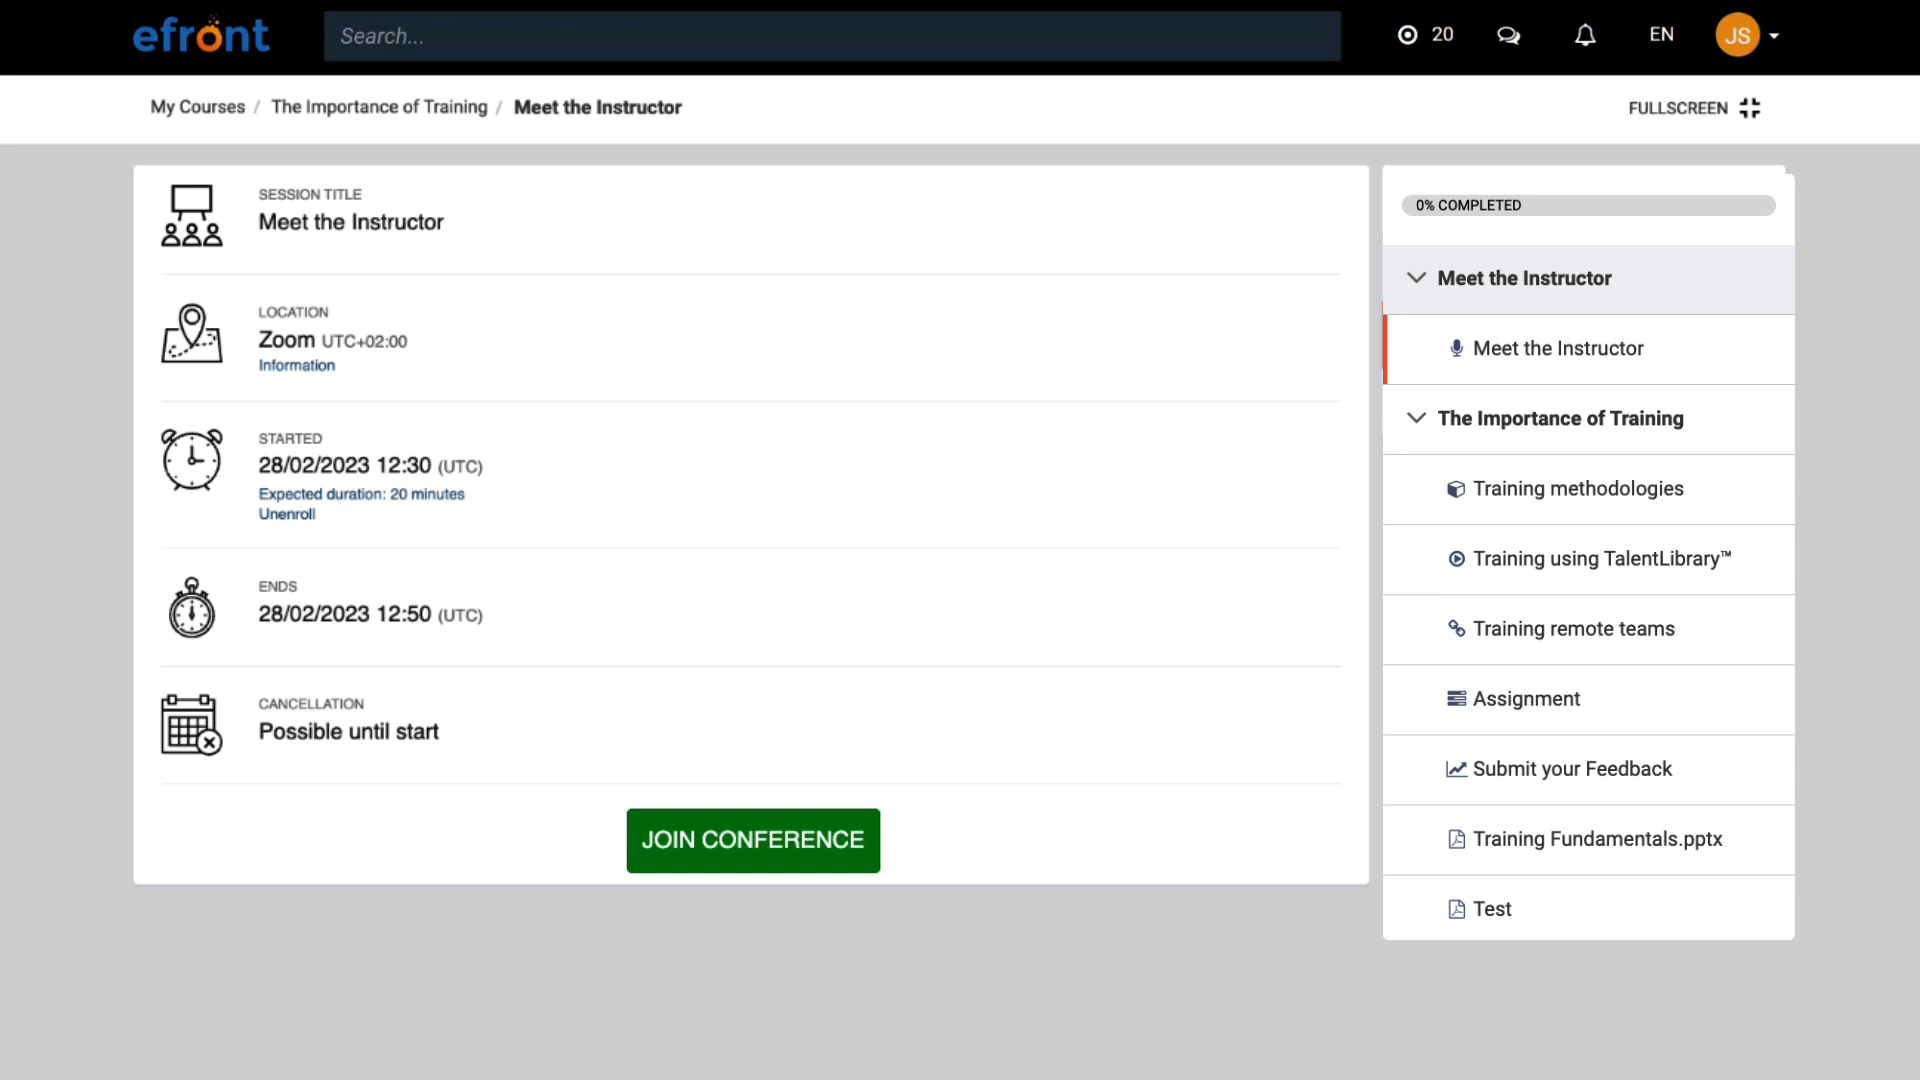 efront
Search...
20
EN
JS
My Courses / The Importance of Training / Meet the Instructor
FULLSCREEN
SESSION TITLE
Meet the Instructor
LOCATION
Zoom UTC+02:00
Information
STARTED
28/02/2023 12:30 (UTC)
Expected duration: 20 minutes
Unenroll
ENDS
28/02/2023 12:50 (UTC)
CANCELLATION
Possible until start
JOIN CONFERENCE
0% COMPLETED
Meet the Instructor
Meet the Instructor
The Importance of Training
Training methodologies
Training using TalentLibrary™
Training remote teams
Assignment
Submit your Feedback
Training Fundamentals.pptx
Test